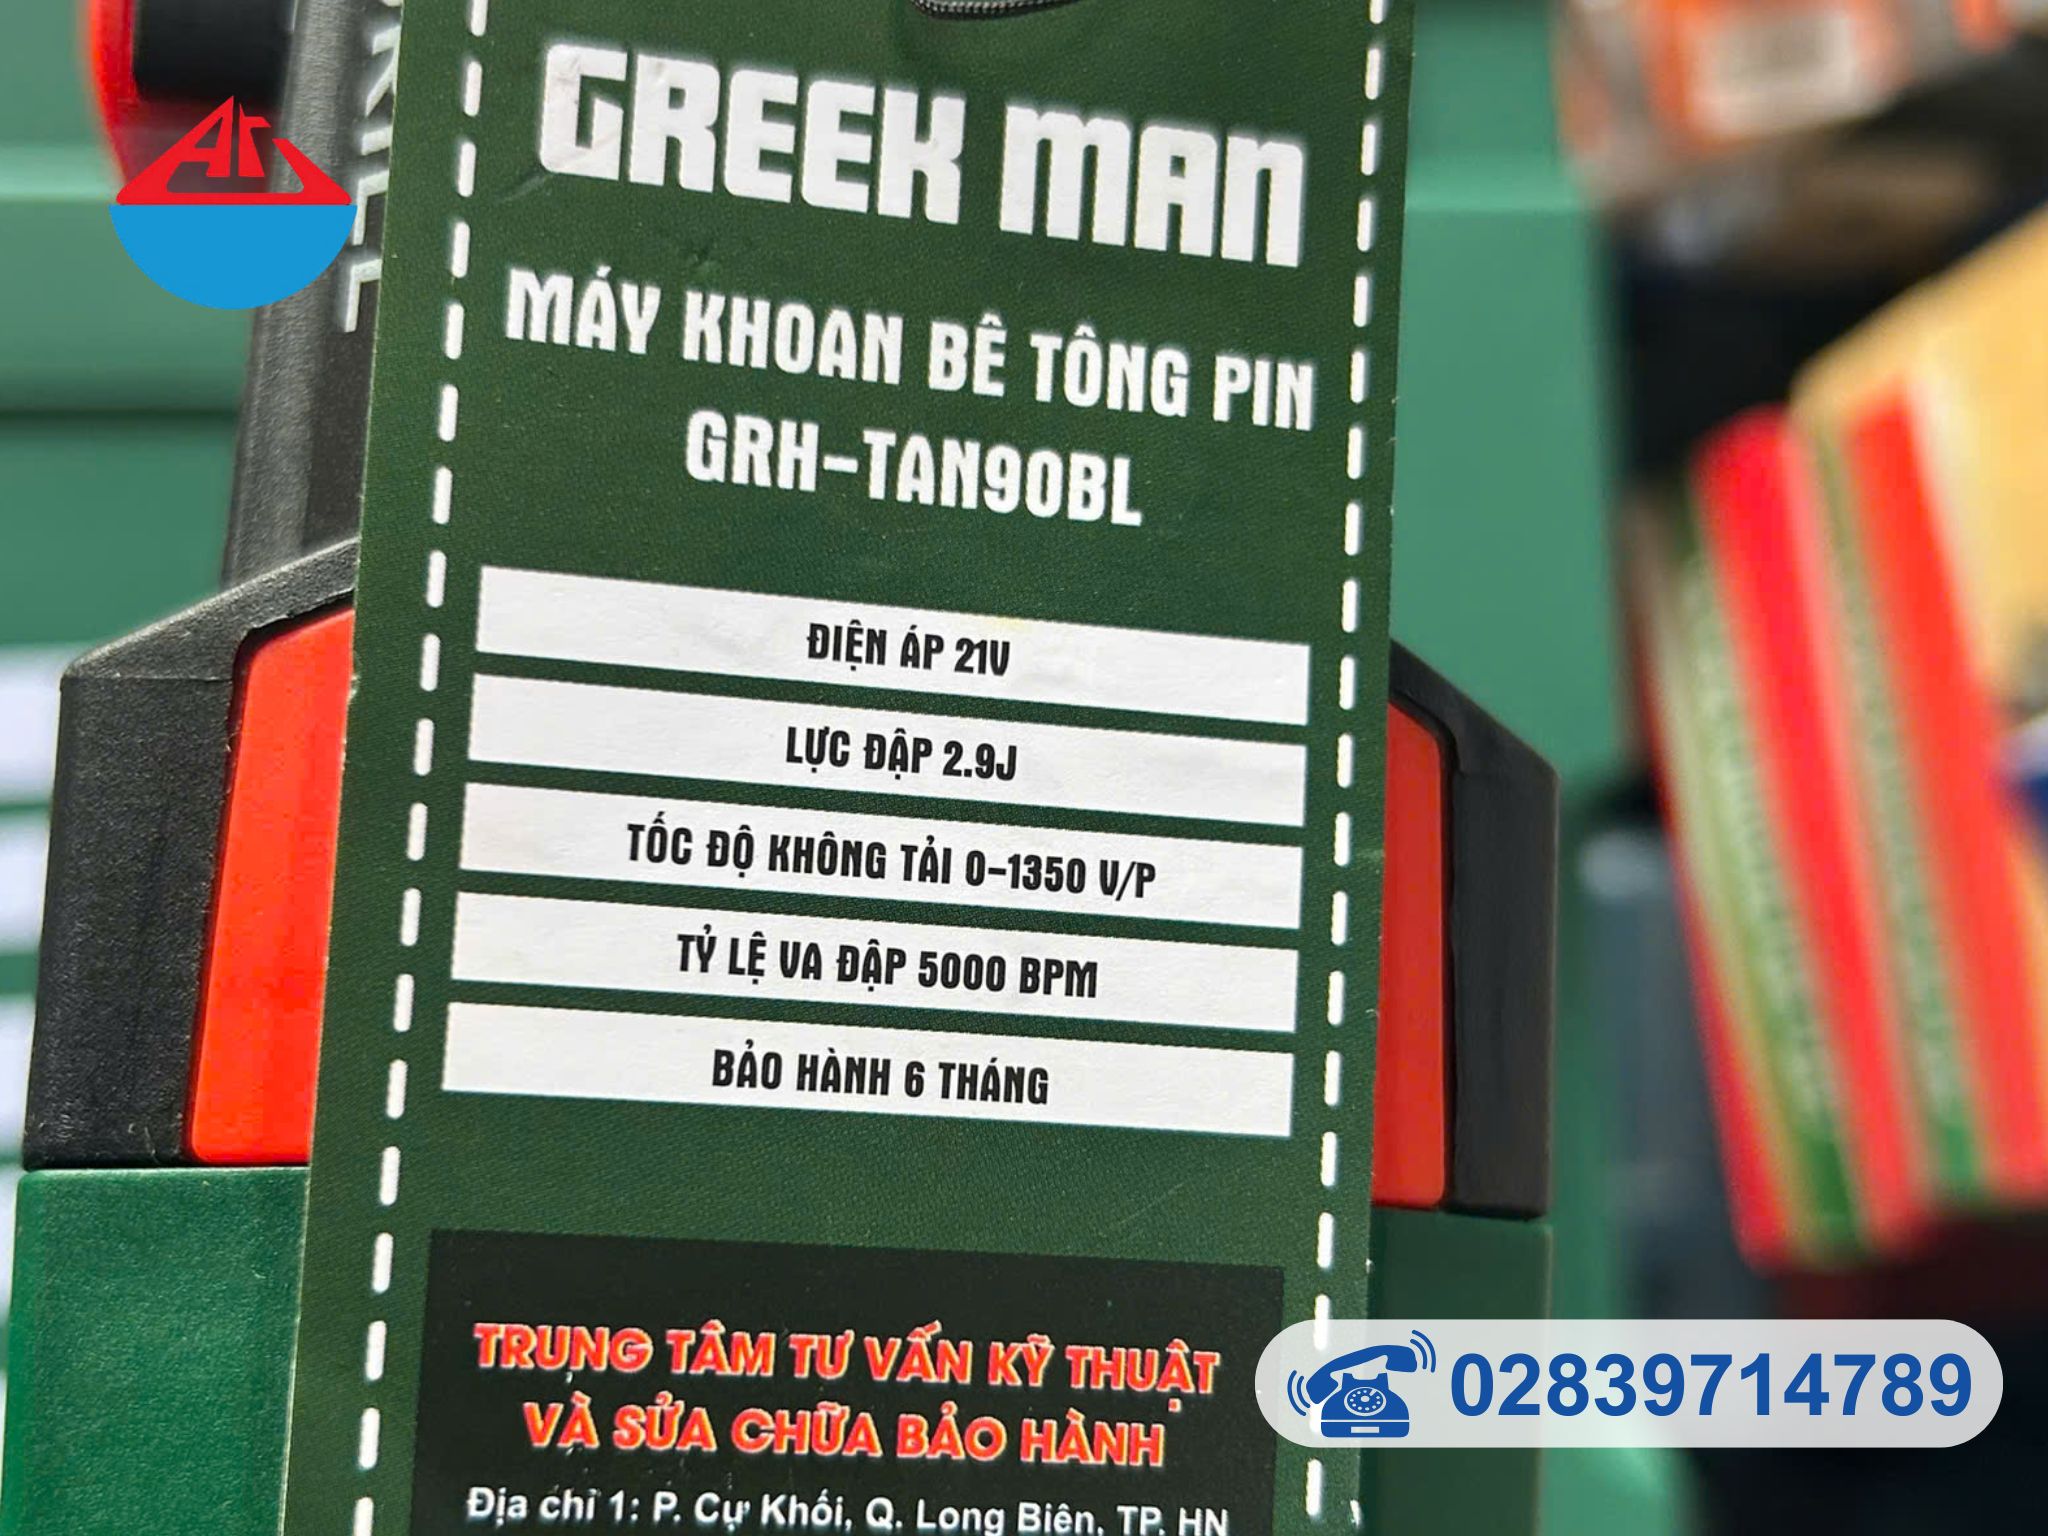 GREEK MAN
MÁY KHOAN BÊ TÔNG PIN
GRH-TAN90BL
ĐIỆN ÁP 21V
LỰC ĐẬP 2.9J
TỐC ĐỘ KHÔNG TẢI 0-1350 V/P
TỶ LỆ VA ĐẬP 5000 BPM
BẢO HÀNH 6 THÁNG
TRUNG TÂM TƯ VẤN KỸ THUẬT
VÀ SỬA CHỮA BẢO HÀNH
Địa chỉ 1: P. Cự Khối, Q. Long Biên, TP. HN
02839714789